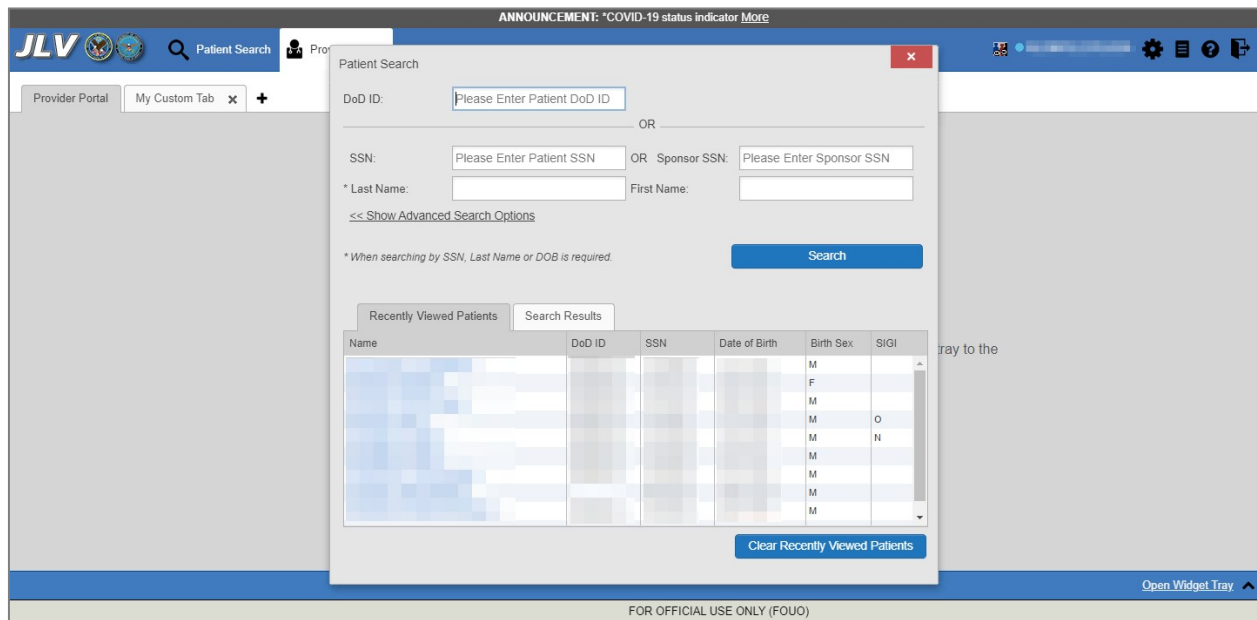 ANNOUNCEMENT: *COVID-19 status indicator More
JLV Patient Search Prov
Provider Portal My Custom Tab x +
Patient Search
DoD ID: Please Enter Patient DoD ID
OR
SSN: Please Enter Patient SSN OR Sponsor SSN: Please Enter Sponsor SSN
* Last Name: First Name:
<< Show Advanced Search Options
* When searching by SSN, Last Name or DOB is required. Search
Recently Viewed Patients Search Results
Name DoD ID SSN Date of Birth Birth Sex SIGI
tray to the
M
F
M
M O
M N
M
M
M
M
Clear Recently Viewed Patients
Open Widget Tray
FOR OFFICIAL USE ONLY (FOUO)